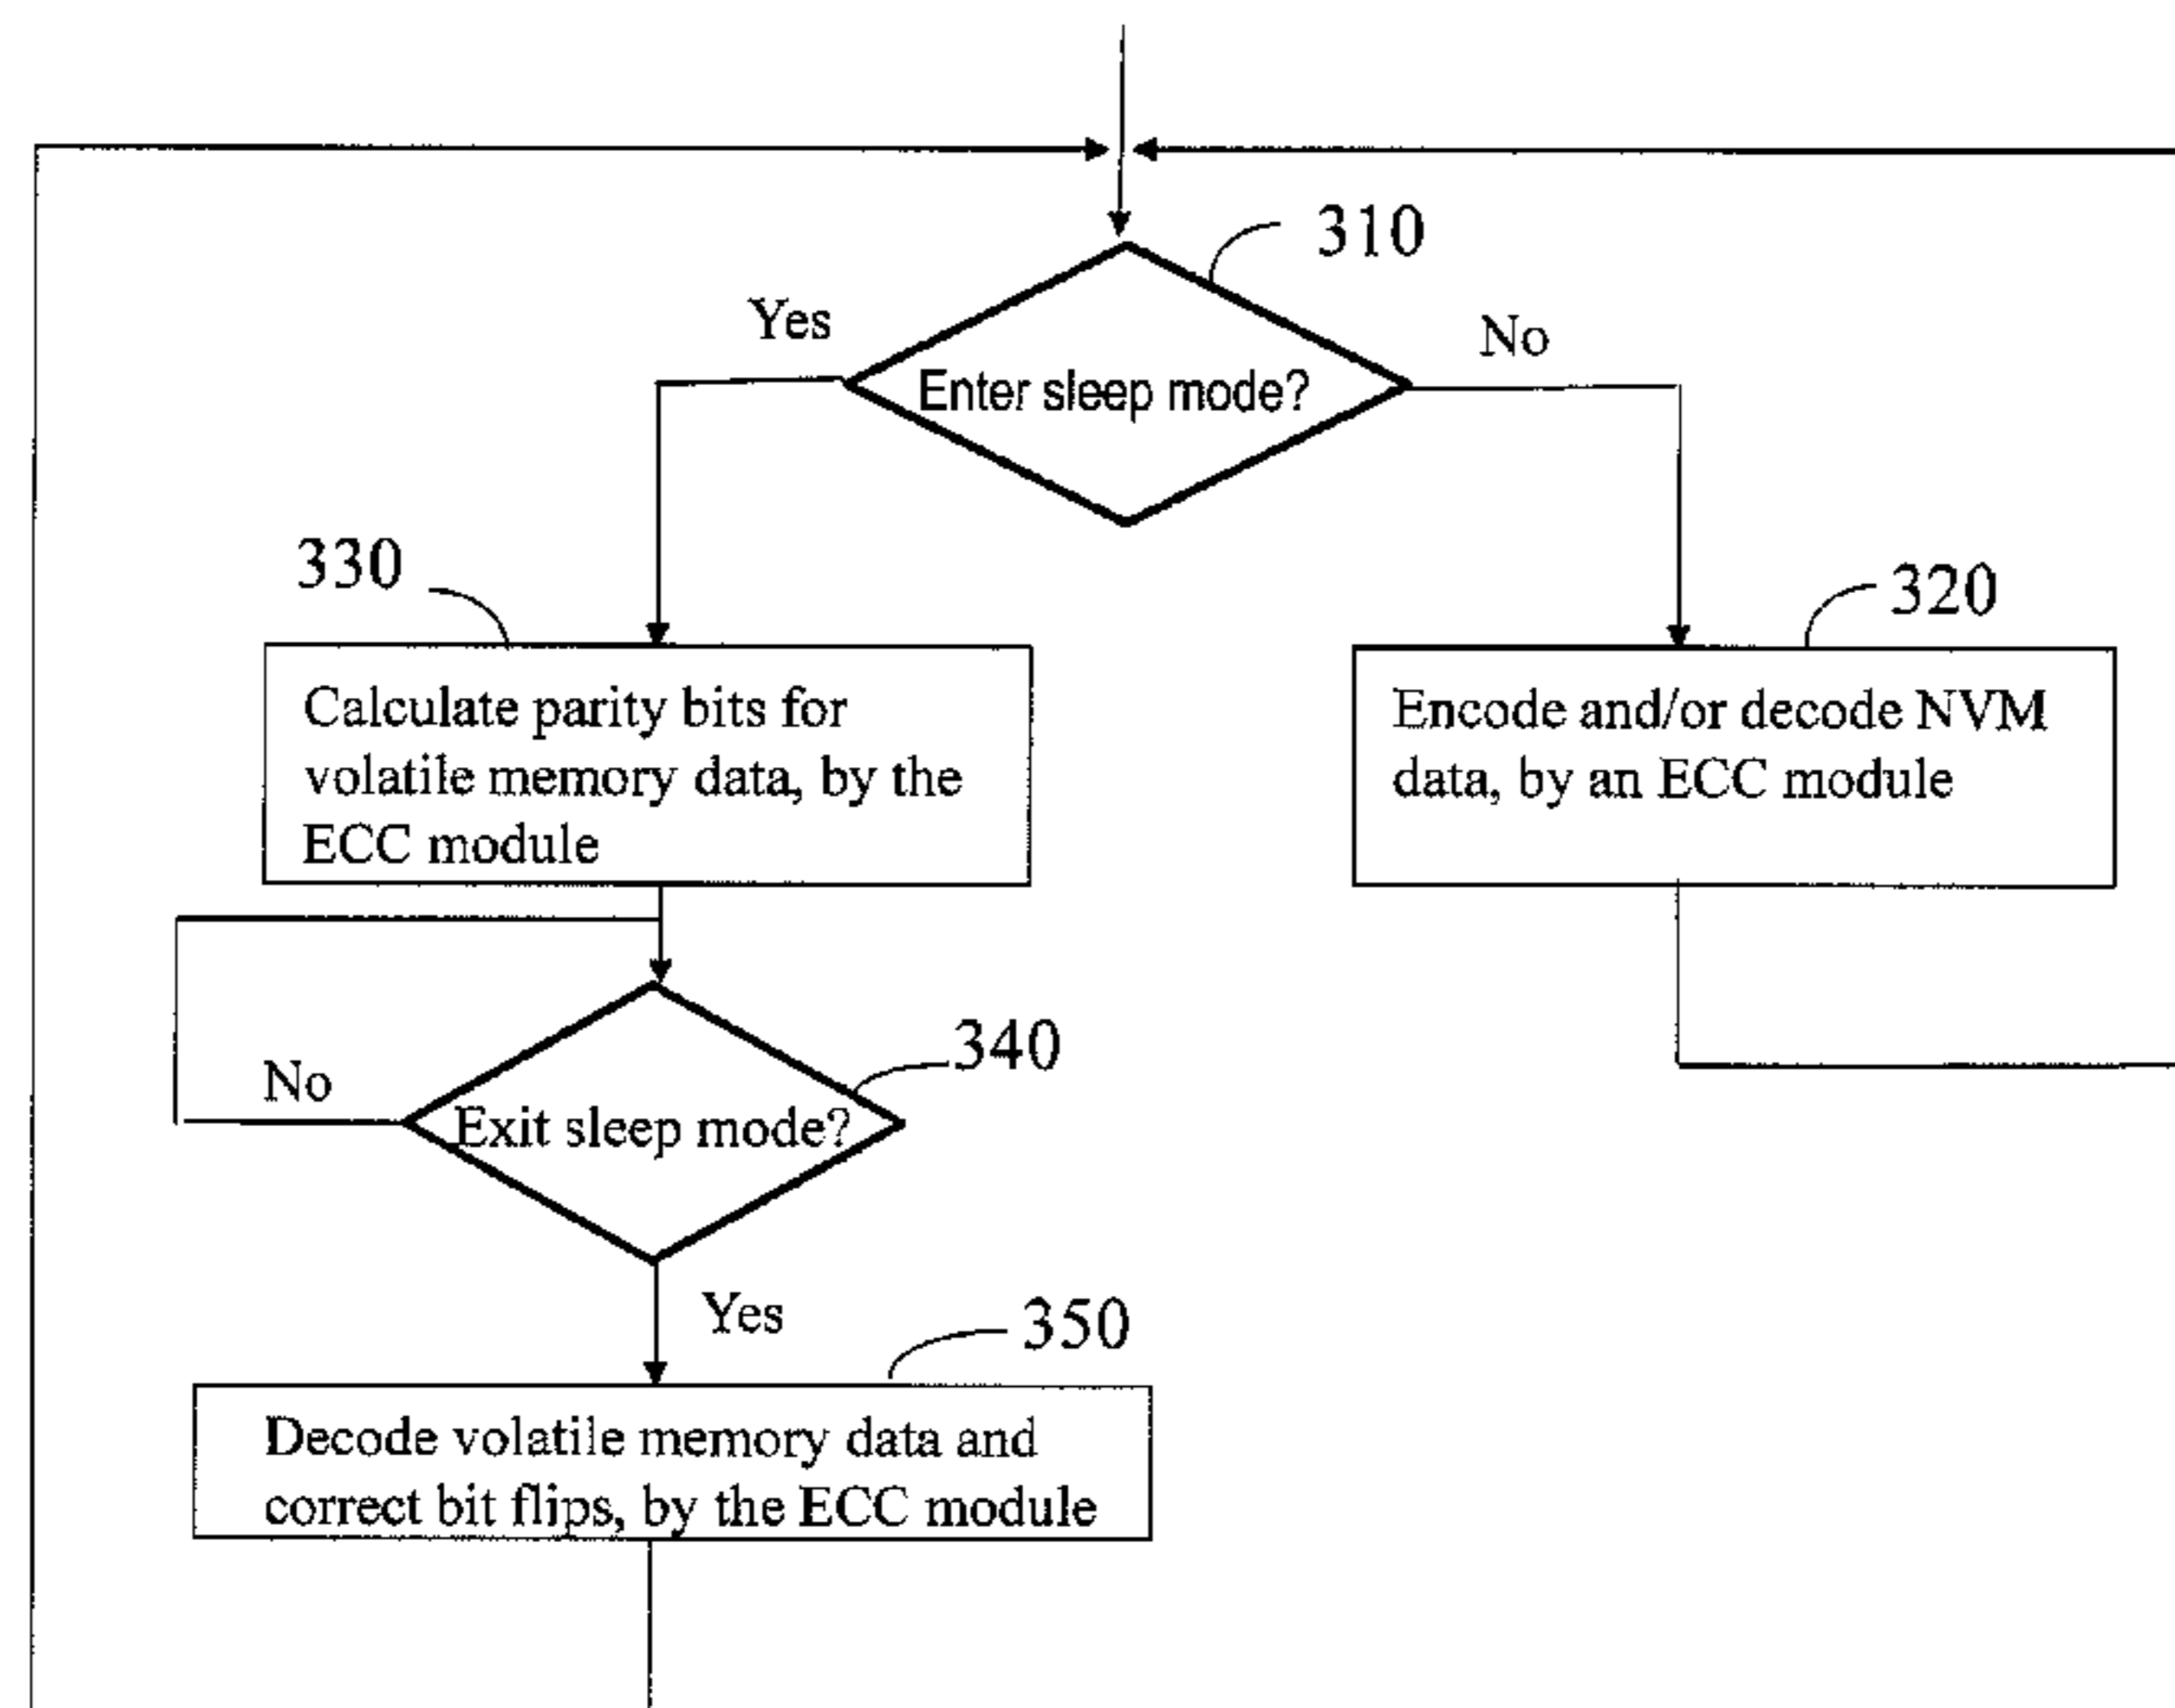 310
Yes
No
Enter sleep mode?
330
320
Calculate parity bits for
volatile memory data, by the
ECC module
Encode and/or decode NVM
data, by an ECC module
340
No
Exit sleep mode?
Yes
350
Decode volatile memory data and
correct bit flips, by the ECC module